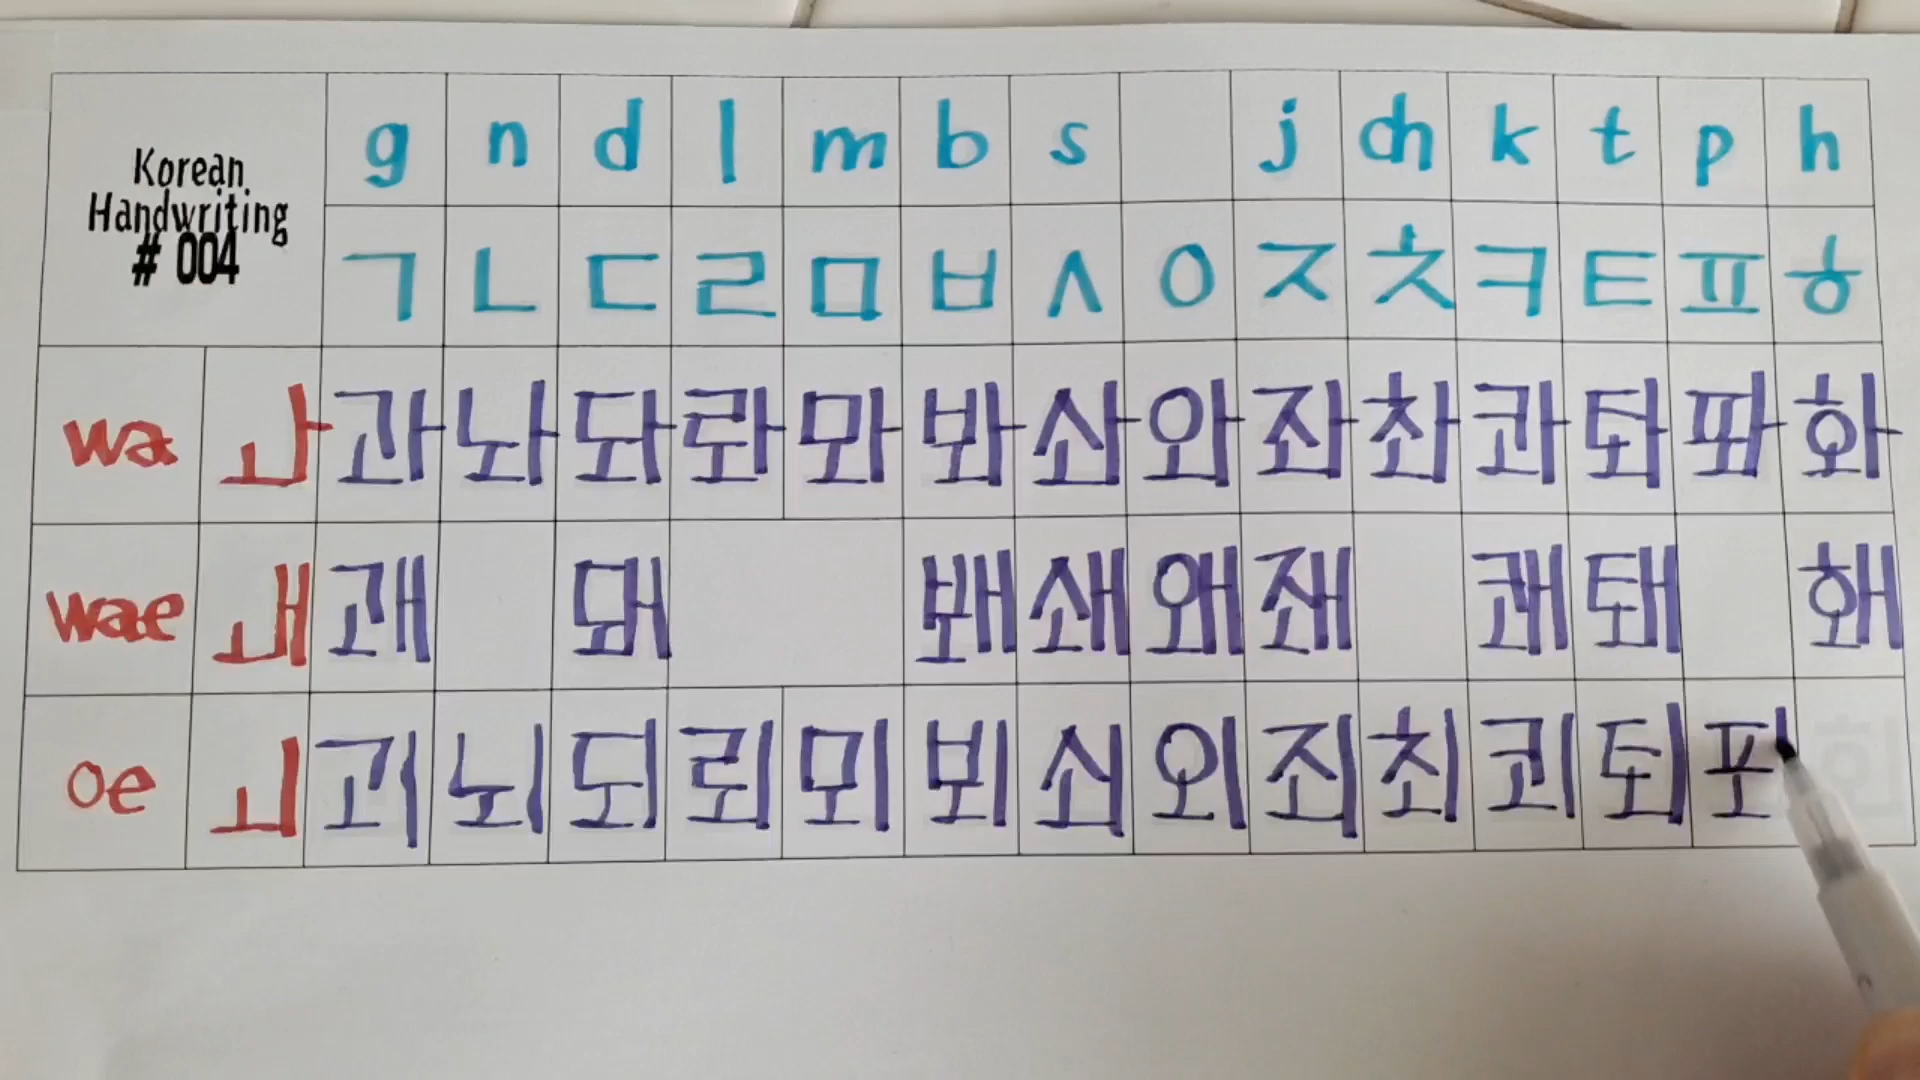 Korean
Handwriting
# 004
g n d l m b s j ch k t p h
ㄱ ㄴ ㄷ ㄹ ㅁ ㅂ ㅅ ㅇ ㅈ ㅊ ㅋ ㅌ ㅍ ㅎ
wa ㅘ 과 놔 돠 롸 뫄 봐 솨 와 좌 촤 콰 톼 퐈 화
wae ㅙ 괘 돼 봬 쇄 왜 좨 쾌 퇘 홰
oe ㅚ 괴 뇌 되 뢰 뫼 뵈 쇠 외 죄 최 쾨 퇴 푀 회